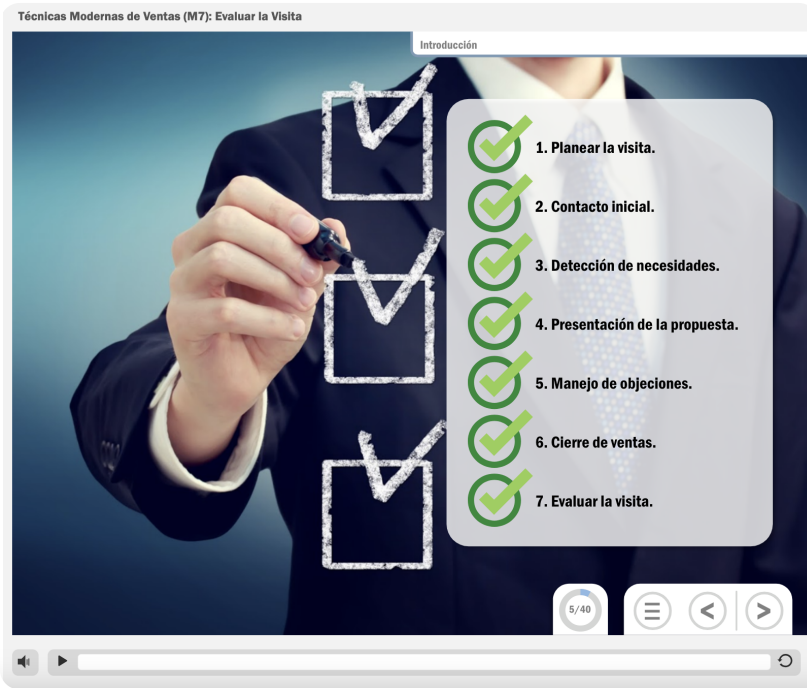 Técnicas Modernas de Ventas (M7): Evaluar la Visita
Introducción
1. Planear la visita.
2. Contacto inicial.
3. Detección de necesidades.
4. Presentación de la propuesta.
5. Manejo de objeciones.
6. Cierre de ventas.
7. Evaluar la visita.
5/40